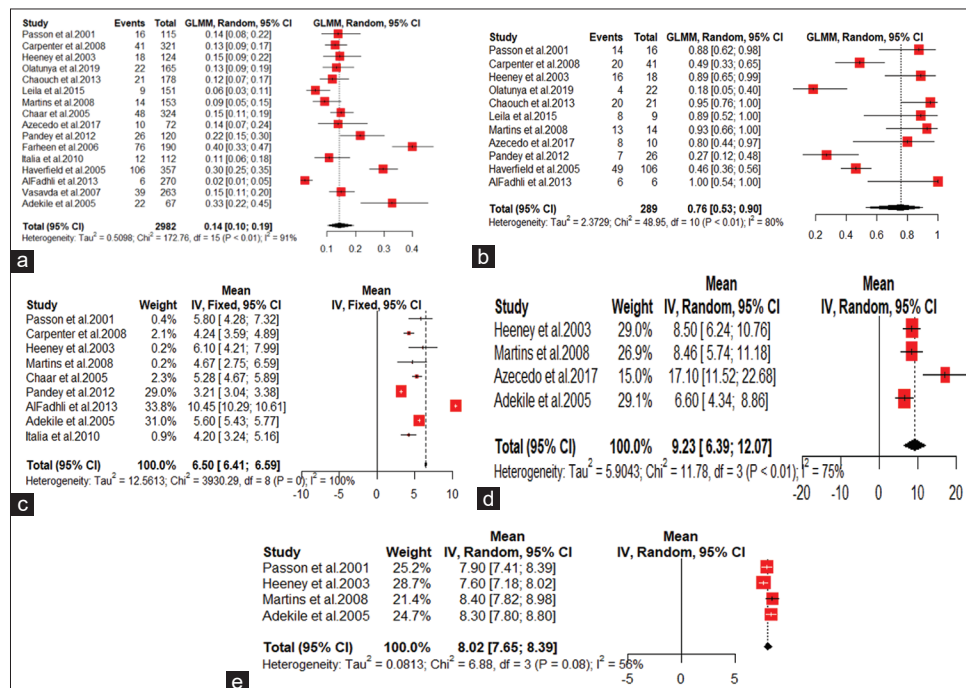 Study Events Total GLMM, Random, 95% CI GLMM, Random, 95% CI
Passon et al.2001 16 115 0.14 [0.08; 0.22]
Carpenter et al.2008 41 321 0.13 [0.09; 0.17]
Heeney et al.2003 18 124 0.15 [0.09; 0.22]
Olatunya et al.2019 22 165 0.13 [0.09; 0.19]
Chaouch et al.2013 21 178 0.12 [0.07; 0.17]
Leila et al.2015 9 151 0.06 [0.03; 0.11]
Martins et al.2008 14 153 0.09 [0.05; 0.15]
Chaar et al.2005 48 324 0.15 [0.11; 0.19]
Azecedo et al.2017 10 72 0.14 [0.07; 0.24]
Pandey et al.2012 26 120 0.22 [0.15; 0.30]
Farheen et al.2006 76 190 0.40 [0.33; 0.47]
Italia et al.2010 12 112 0.11 [0.06; 0.18]
Haverfield et al.2005 106 357 0.30 [0.25; 0.35]
AlFadhli et al.2013 6 270 0.02 [0.01; 0.05]
Vasavda et al.2007 39 263 0.15 [0.11; 0.20]
Adekile et al.2005 22 67 0.33 [0.22; 0.45]
Total (95% CI) 2982 0.14 [0.10; 0.19]
Heterogeneity: Tau² = 0.5098; Chi² = 172.76, df = 15 (P < 0.01); I² = 91%
0.1 0.2 0.3 0.4
a
Study Events Total GLMM, Random, 95% CI GLMM, Random, 95% CI
Passon et al.2001 14 16 0.88 [0.62; 0.98]
Carpenter et al.2008 20 41 0.49 [0.33; 0.65]
Heeney et al.2003 16 18 0.89 [0.65; 0.99]
Olatunya et al.2019 4 22 0.18 [0.05; 0.40]
Chaouch et al.2013 20 21 0.95 [0.76; 1.00]
Leila et al.2015 8 9 0.89 [0.52; 1.00]
Martins et al.2008 13 14 0.93 [0.66; 1.00]
Azecedo et al.2017 8 10 0.80 [0.44; 0.97]
Pandey et al.2012 7 26 0.27 [0.12; 0.48]
Haverfield et al.2005 49 106 0.46 [0.36; 0.56]
AlFadhli et al.2013 6 6 1.00 [0.54; 1.00]
Total (95% CI) 289 0.76 [0.53; 0.90]
Heterogeneity: Tau² = 2.3729; Chi² = 48.95, df = 10 (P < 0.01); I² = 80%
0.2 0.4 0.6 0.8 1
b
Mean Mean
Study Weight IV, Fixed, 95% CI IV, Fixed, 95% CI
Passon et al.2001 0.4% 5.80 [ 4.28; 7.32]
Carpenter et al.2008 2.1% 4.24 [ 3.59; 4.89]
Heeney et al.2003 0.2% 6.10 [ 4.21; 7.99]
Martins et al.2008 0.2% 4.67 [ 2.75; 6.59]
Chaar et al.2005 2.3% 5.28 [ 4.67; 5.89]
Pandey et al.2012 29.0% 3.21 [ 3.04; 3.38]
AlFadhli et al.2013 33.8% 10.45 [10.29; 10.61]
Adekile et al.2005 31.0% 5.60 [ 5.43; 5.77]
Italia et al.2010 0.9% 4.20 [ 3.24; 5.16]
Total (95% CI) 100.0% 6.50 [ 6.41; 6.59]
Heterogeneity: Tau² = 12.5613; Chi² = 3930.29, df = 8 (P = 0); I² = 100%
-10 -5 0 5 10
c
Mean Mean
Study Weight IV, Random, 95% CI IV, Random, 95% CI
Heeney et al.2003 29.0% 8.50 [ 6.24; 10.76]
Martins et al.2008 26.9% 8.46 [ 5.74; 11.18]
Azecedo et al.2017 15.0% 17.10 [11.52; 22.68]
Adekile et al.2005 29.1% 6.60 [ 4.34; 8.86]
Total (95% CI) 100.0% 9.23 [ 6.39; 12.07]
Heterogeneity: Tau² = 5.9043; Chi² = 11.78, df = 3 (P < 0.01); I² = 75%
-20 -10 0 10 20
d
Mean Mean
Study Weight IV, Random, 95% CI IV, Random, 95% CI
Passon et al.2001 25.2% 7.90 [7.41; 8.39]
Heeney et al.2003 28.7% 7.60 [7.18; 8.02]
Martins et al.2008 21.4% 8.40 [7.82; 8.98]
Adekile et al.2005 24.7% 8.30 [7.80; 8.80]
Total (95% CI) 100.0% 8.02 [7.65; 8.39]
Heterogeneity: Tau² = 0.0813; Chi² = 6.88, df = 3 (P = 0.08); I² = 56%
-5 0 5
e